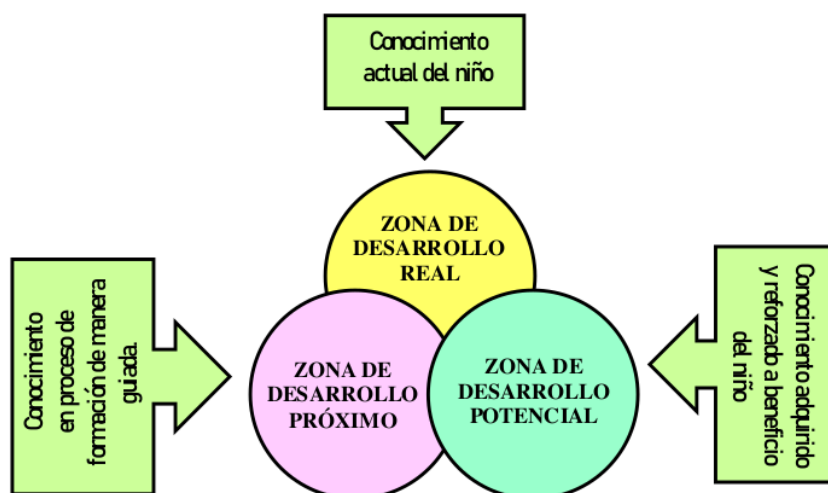 Conocimiento
actual del niño
ZONA DE
DESARROLLO
REAL
Conocimiento
en proceso de
formación de manera
guiada.
ZONA DE
DESARROLLO
PRÓXIMO
ZONA DE
DESARROLLO
POTENCIAL
Conocimiento adquirido
y reforzado a beneficio
del niño